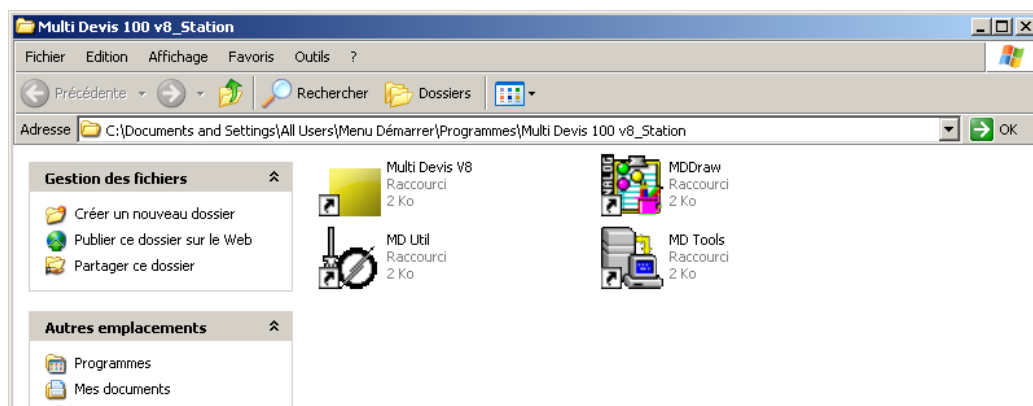 Multi Devis 100 v8_Station
Fichier Edition Affichage Favoris Outils ?
Précédente Rechercher Dossiers
Adresse C:\Documents and Settings\All Users\Menu Démarrer\Programmes\Multi Devis 100 v8_Station OK
Gestion des fichiers
Créer un nouveau dossier
Publier ce dossier sur le Web
Partager ce dossier
Autres emplacements
Programmes
Mes documents
Multi Devis V8
Raccourci
2 Ko
MDDraw
Raccourci
2 Ko
MD Util
Raccourci
2 Ko
MD Tools
Raccourci
2 Ko